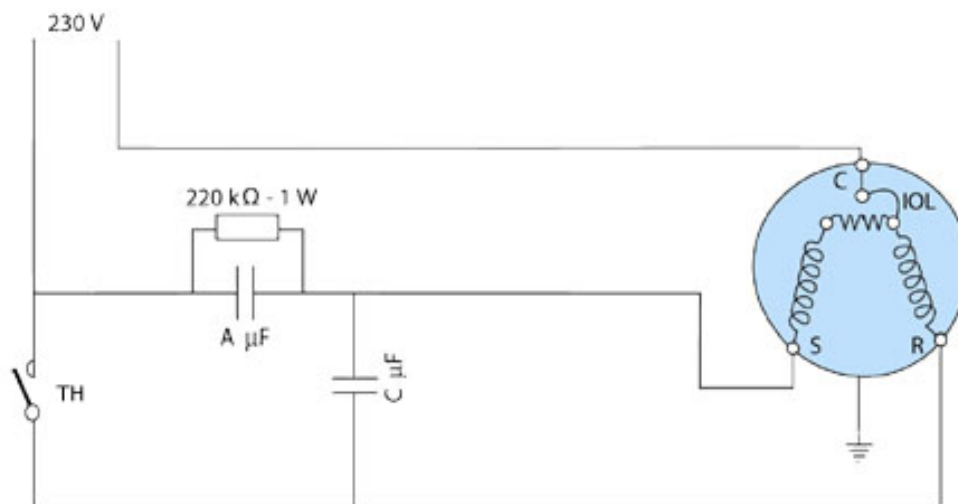 230 V
220 kΩ - 1 W
A µF
C µF
TH
C
IOL
S
R